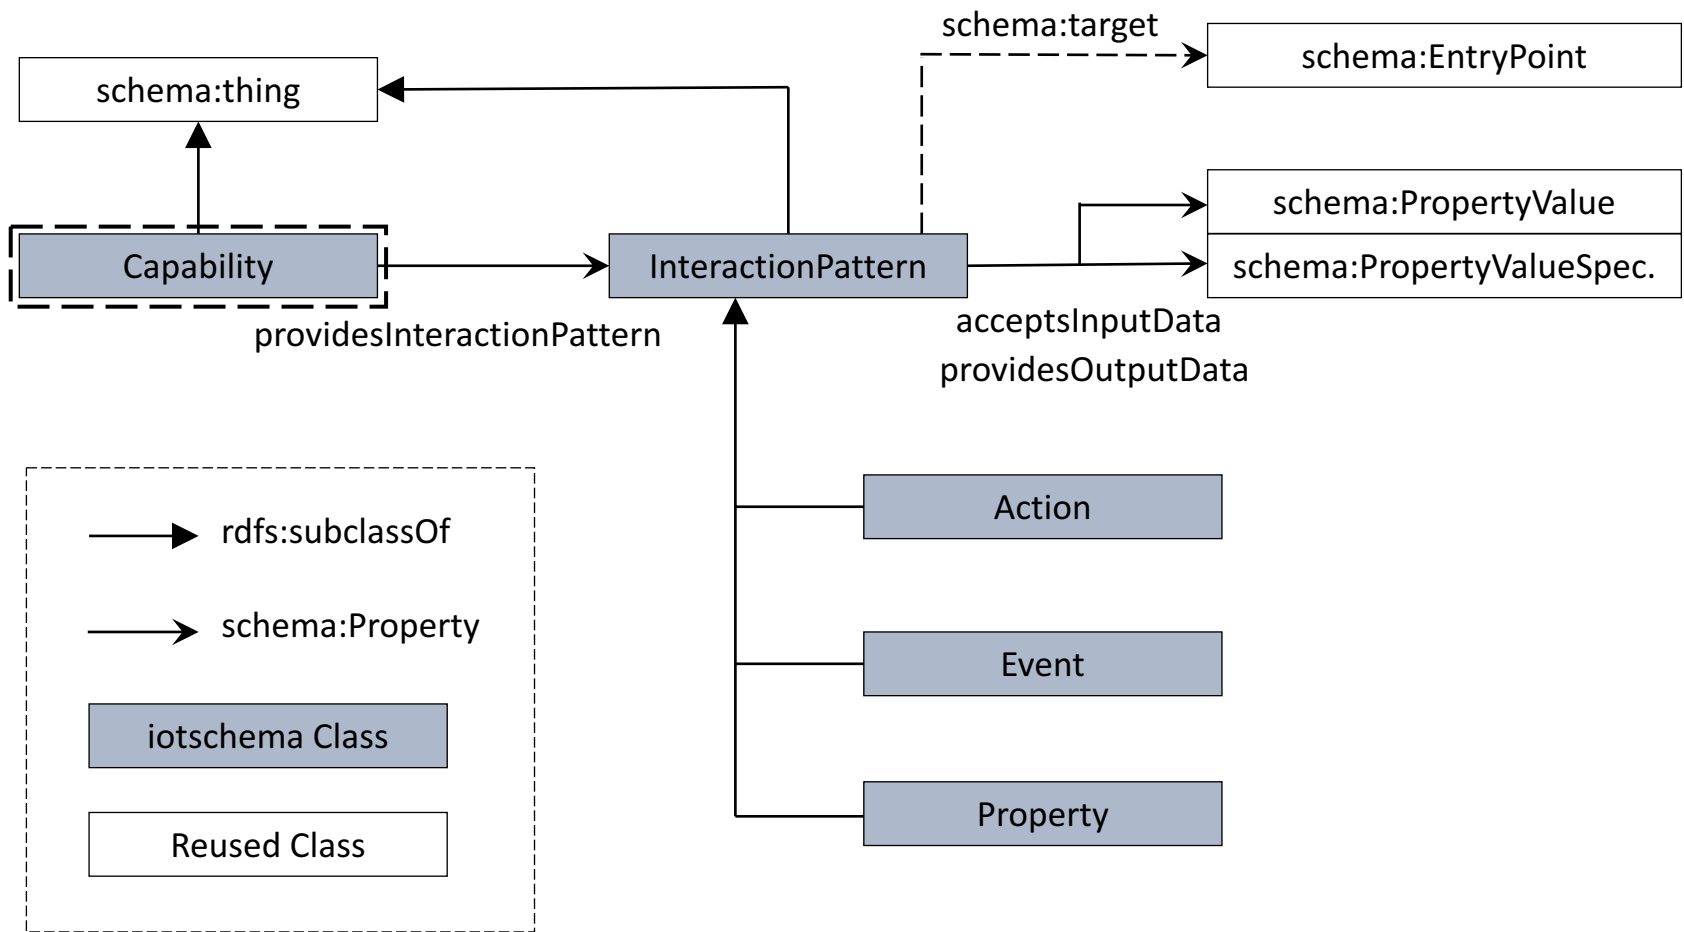 schema:target
schema:EntryPoint
schema:thing
schema:PropertyValue
Capability
InteractionPattern
schema:PropertyValueSpec.
providesInteractionPattern
acceptsInputData
providesOutputData
Action
rdfs:subclassOf
schema:Property
Event
iotschema Class
Property
Reused Class